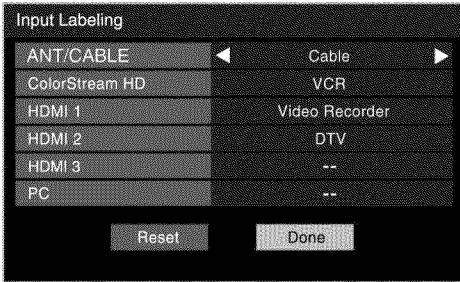 Input Labeling
ANT/CABLE Cable
ColorStream HD VCR
HDMI 1 Video Recorder
HDMI 2 DTV
HDMI 3 --
PC --
Reset Done